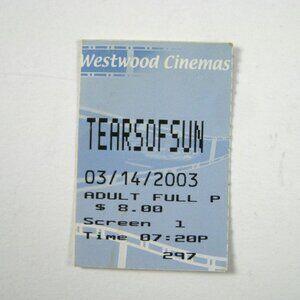 Westwood Cinemas
TEARSOFSUN
03/14/2003
ADULT FULL P
$ 8.00
Screen 1
Time 07:20P
297